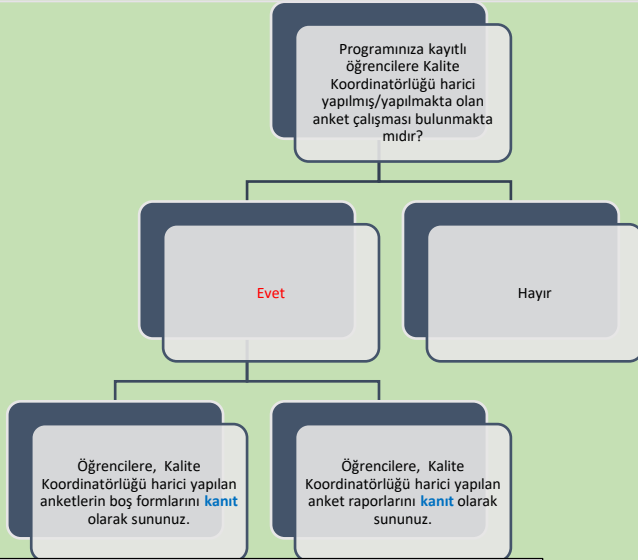 Programınıza kayıtlı
öğrencilere Kalite
Koordinatörlüğü harici
yapılmış/yapılmakta olan
anket çalışması bulunmakta
mıdır?
Evet
Hayır
Öğrencilere, Kalite
Koordinatörlüğü harici yapılan
anketlerin boş formlarını kanıt
olarak sununuz.
Öğrencilere, Kalite
Koordinatörlüğü harici yapılan
anket raporlarını kanıt olarak
sununuz.